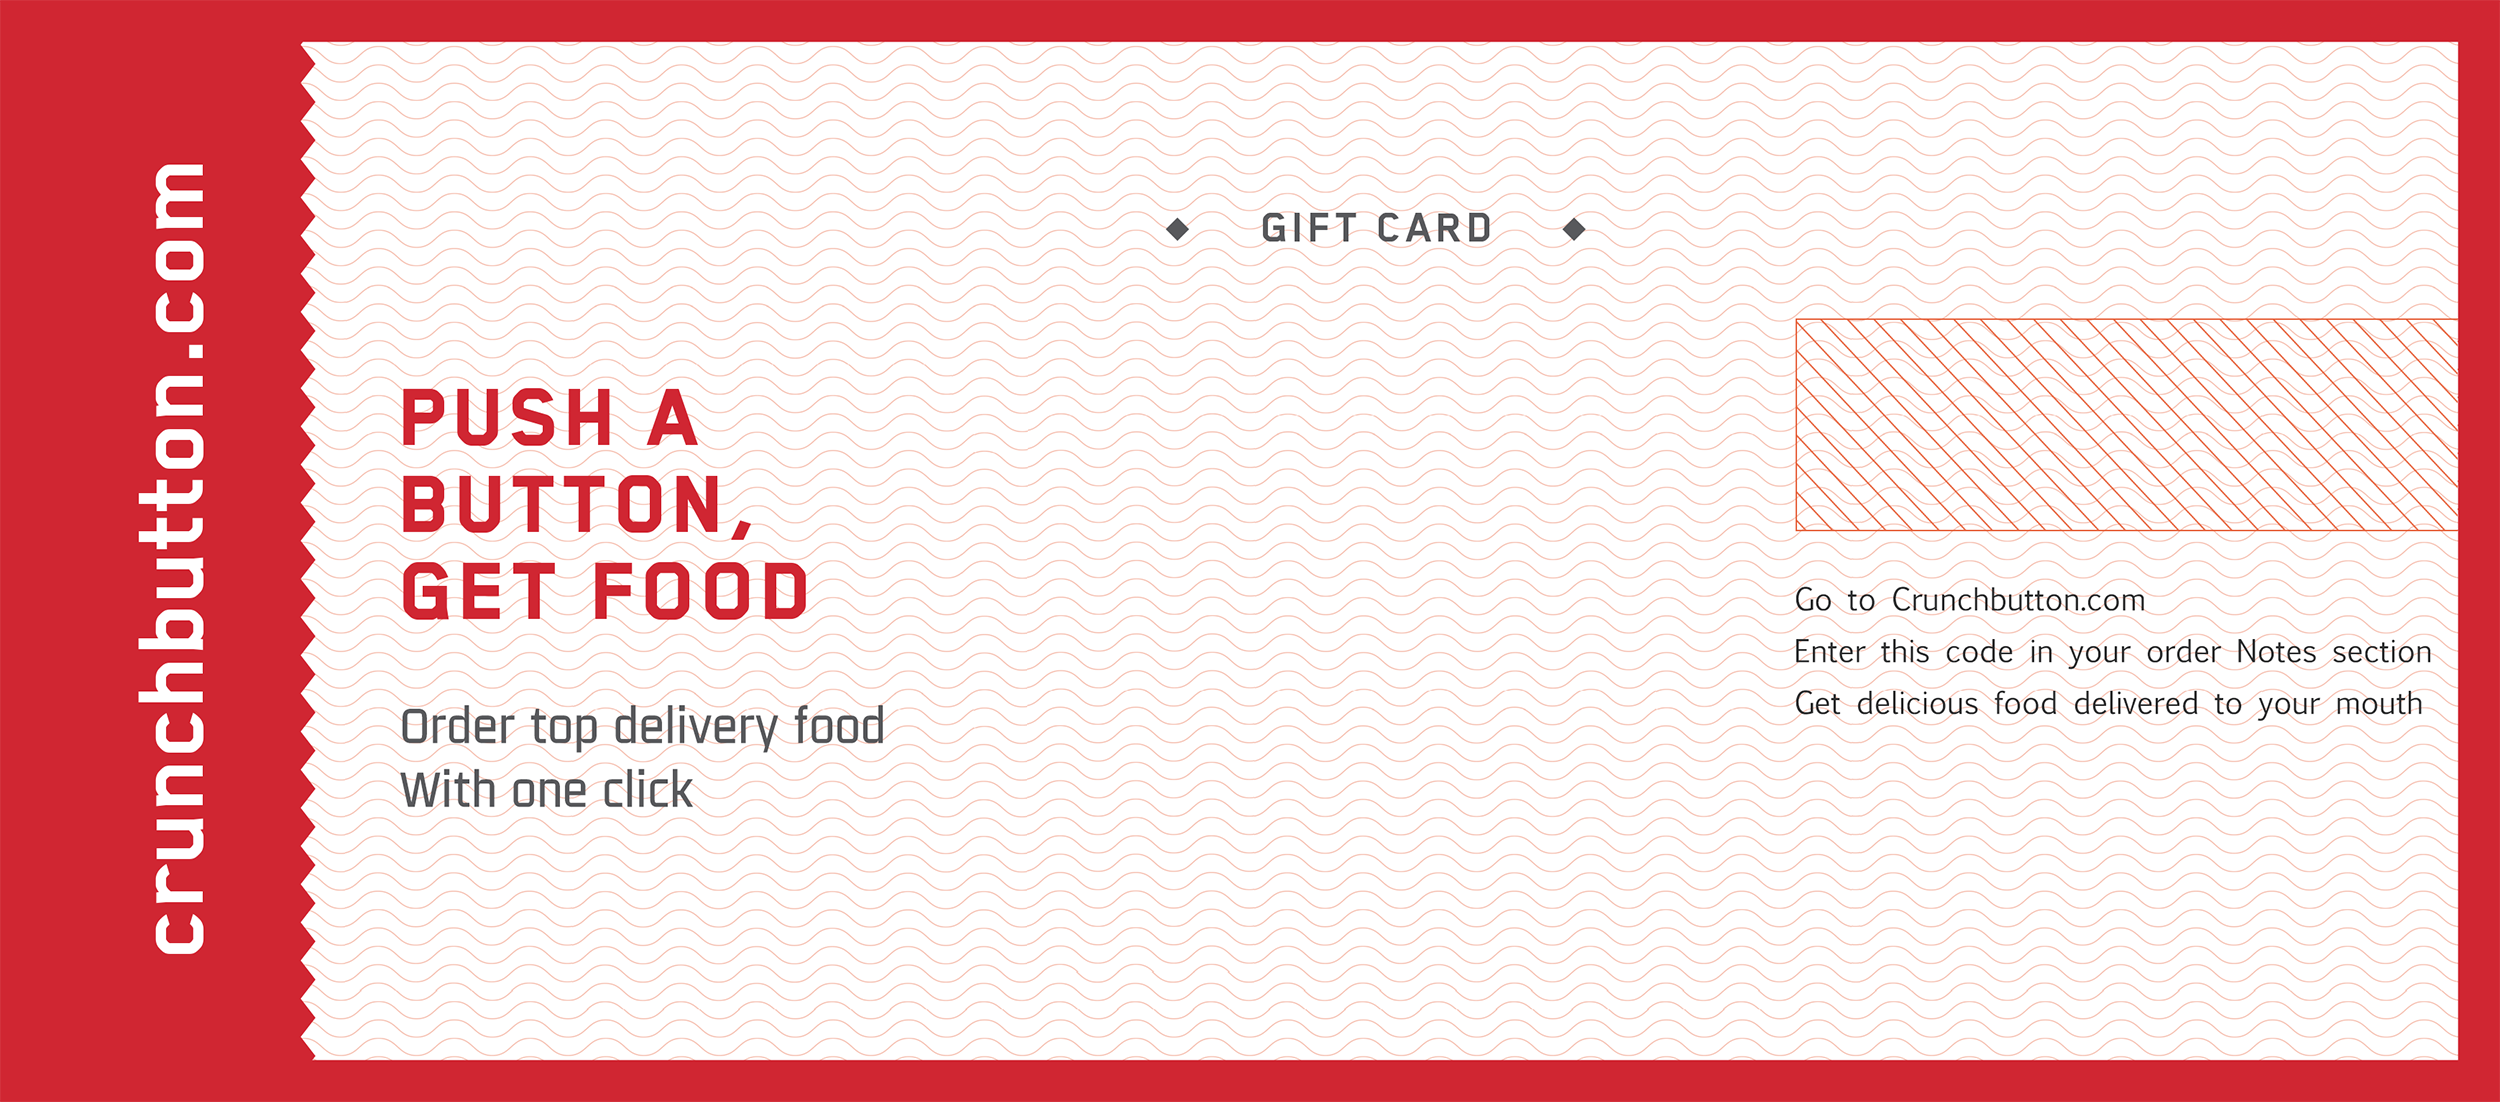 crunchbutton.com
GIFT CARD
PUSH A
BUTTON,
GET FOOD
Order top delivery food
With one click
Go to Crunchbutton.com
Enter this code in your order Notes section
Get delicious food delivered to your mouth